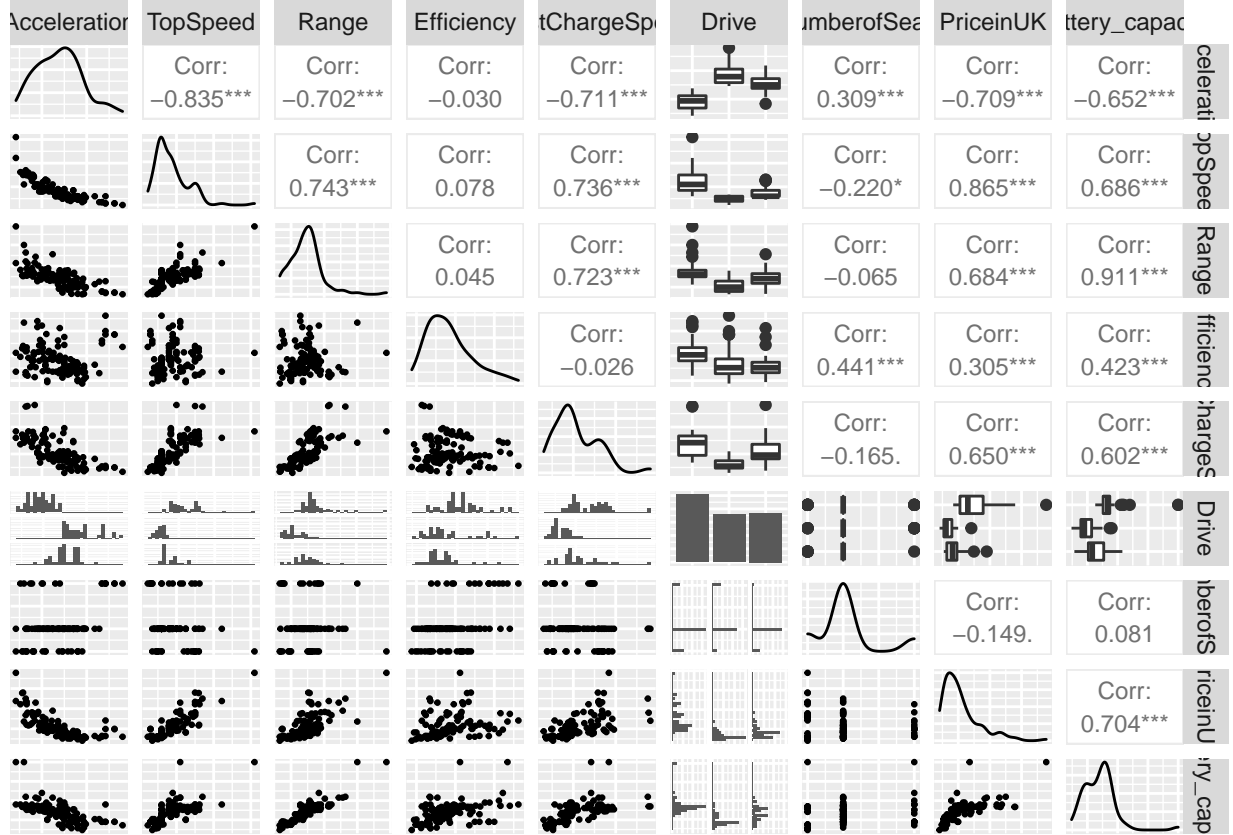 Acceleration TopSpeed Range Efficiency tChargeSpe Drive umberofSea PriceinUK ttery_capac
Corr: Corr: Corr: Corr: Corr: Corr: Corr:
−0.835*** −0.702*** −0.030 −0.711*** 0.309*** −0.709*** −0.652***
celerati
Corr: Corr: Corr: Corr: Corr: Corr:
0.743*** 0.078 0.736*** −0.220* 0.865*** 0.686***
opSpee
Corr: Corr: Corr: Corr: Corr:
0.045 0.723*** −0.065 0.684*** 0.911***
Range
Corr: Corr: Corr: Corr:
−0.026 0.441*** 0.305*** 0.423***
fficienc
Corr: Corr: Corr:
−0.165. 0.650*** 0.602***
ChargeS
Drive
Corr: Corr:
−0.149. 0.081
berofS
Corr:
0.704***
riceinU
ry_cap